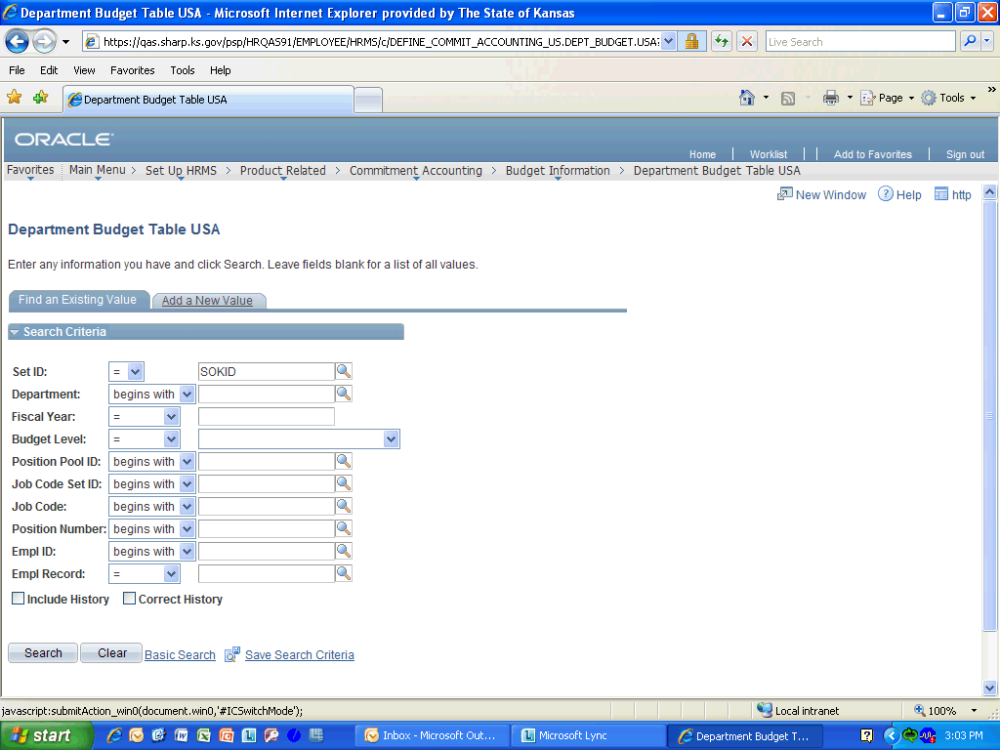 Department Budget Table USA - Microsoft Internet Explorer provided by The State of Kansas
https://qas.sharp.ks.gov/psp/HRQAS91/EMPLOYEE/HRMS/c/DEFINE_COMMIT_ACCOUNTING_US.DEPT_BUDGET.USA? Live Search
File Edit View Favorites Tools Help
Department Budget Table USA Page Tools »
ORACLE
Home Worklist Add to Favorites Sign out
Favorites Main Menu > Set Up HRMS > Product Related > Commitment Accounting > Budget Information > Department Budget Table USA
New Window ? Help http
Department Budget Table USA
Enter any information you have and click Search. Leave fields blank for a list of all values.
Find an Existing Value Add a New Value
Search Criteria
Set ID: = SOKID
Department: begins with
Fiscal Year: =
Budget Level: =
Position Pool ID: begins with
Job Code Set ID: begins with
Job Code: begins with
Position Number: begins with
Empl ID: begins with
Empl Record: =
Include History Correct History
Search Clear Basic Search Save Search Criteria
javascript:submitAction_win0(document.win0,'#ICSwitchMode'); Local intranet 100%
start Inbox - Microsoft Out... Microsoft Lync Department Budget T... ? 3:03 PM